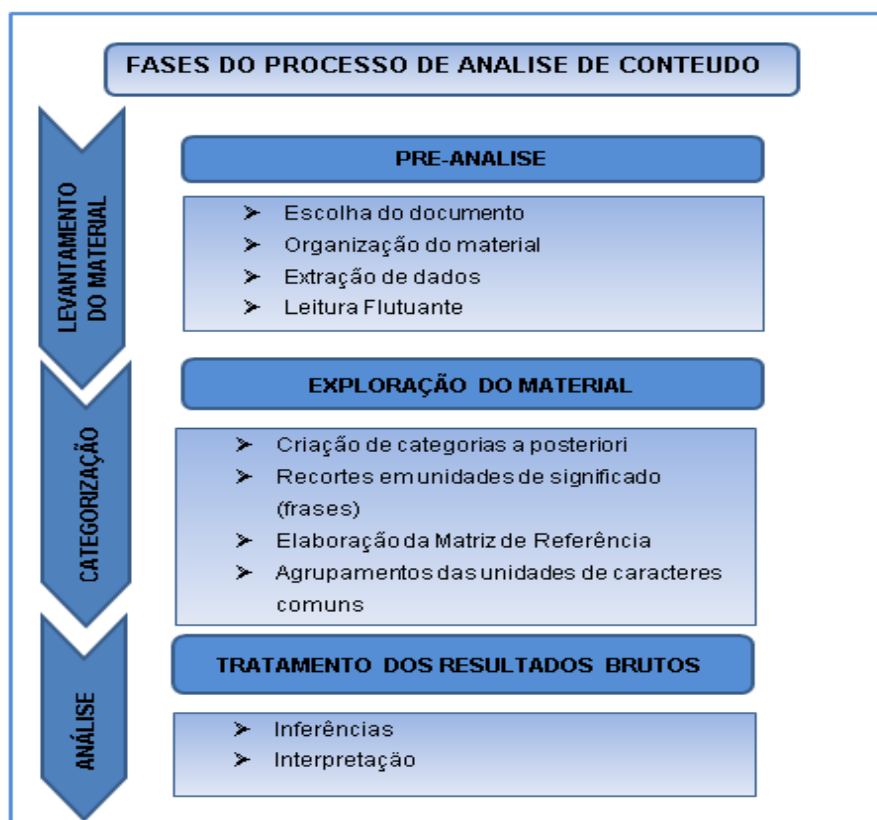 FASES DO PROCESSO DE ANALISE DE CONTEUDO
LEVANTAMENTO
DO MATERIAL
PRE-ANALISE
Escolha do documento
Organização do material
Extração de dados
Leitura Flutuante
CATEGORIZAÇÃO
EXPLORAÇÃO DO MATERIAL
Criação de categorias a posteriori
Recortes em unidades de significado
(frases)
Elaboração da Matriz de Referência
Agrupamentos das unidades de caracteres
comuns
ANÁLISE
TRATAMENTO DOS RESULTADOS BRUTOS
Inferências
Interpretação